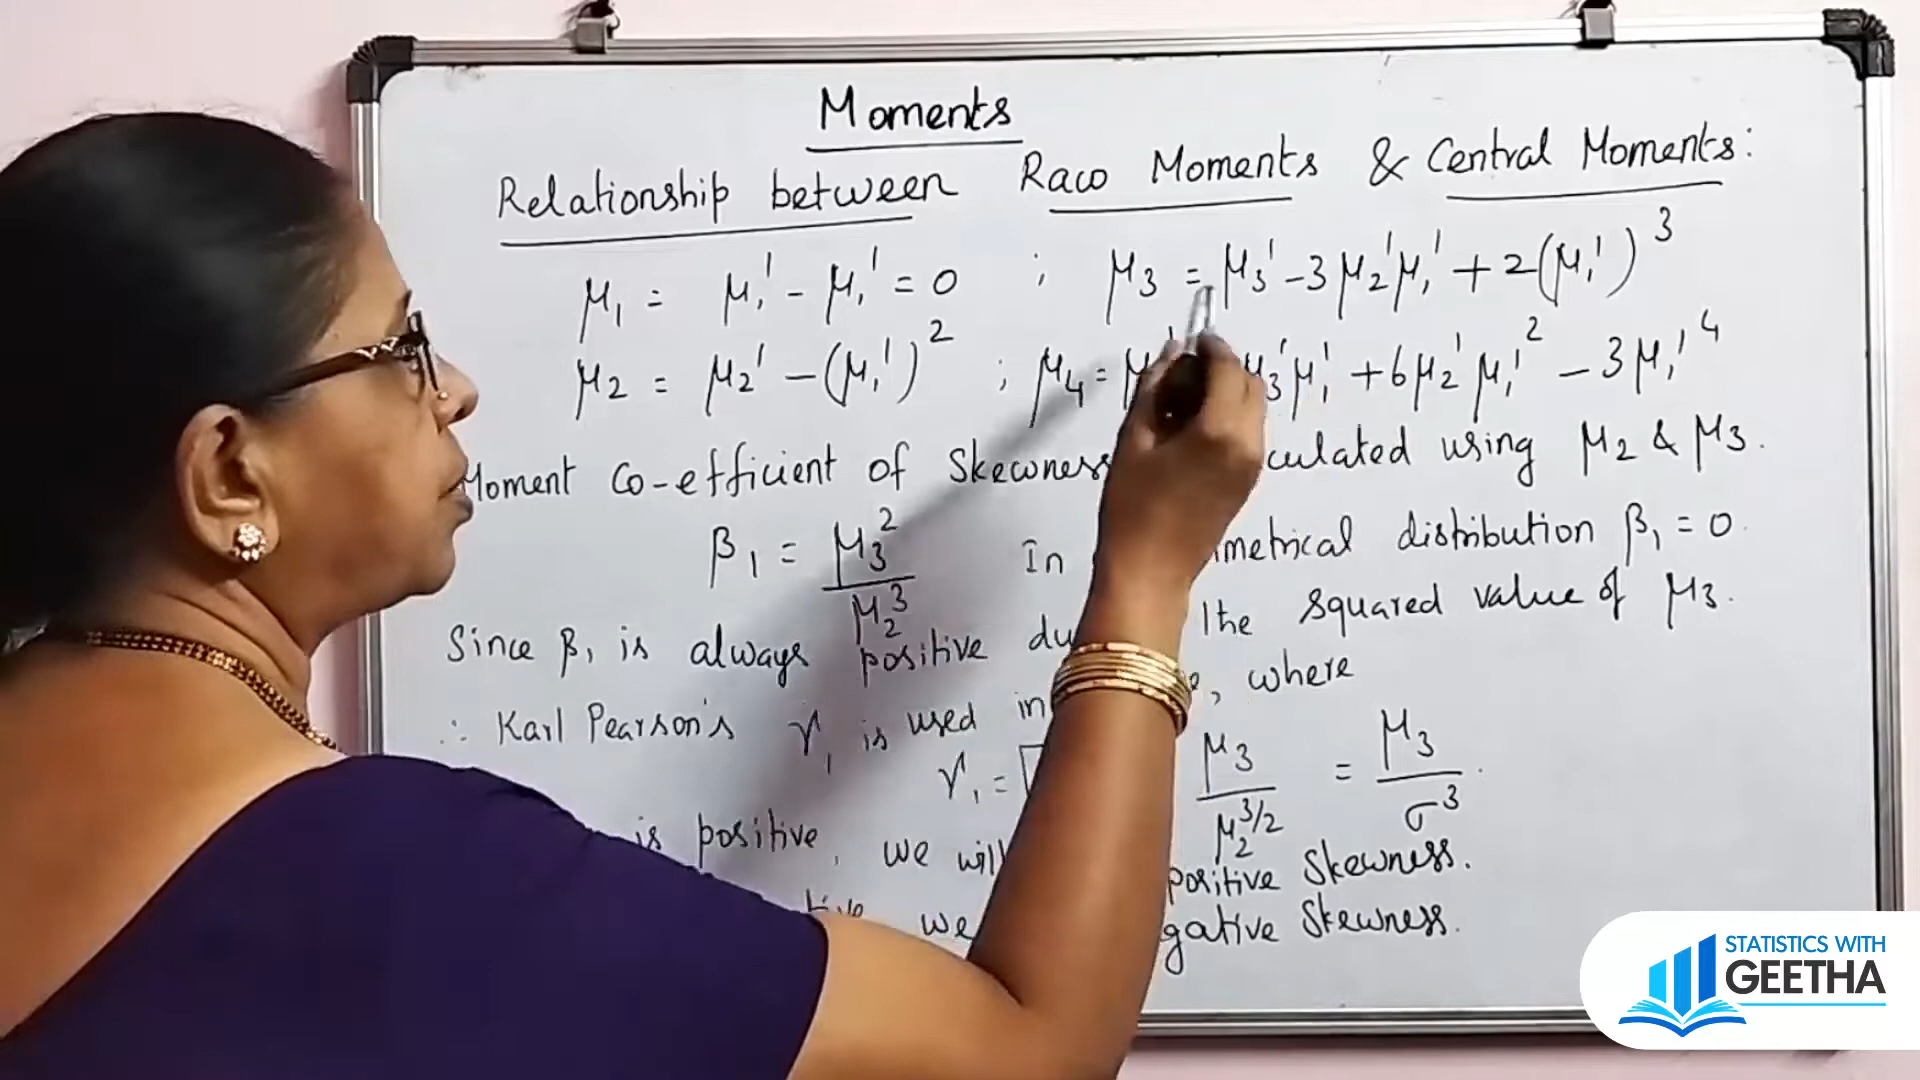 Moments
Relationship between Raw Moments & Central Moments:
μ₁ = μ₁' - μ₁' = 0 ; μ₃ = μ₃' - 3μ₂'μ₁' + 2(μ₁')³
μ₂ = μ₂' - (μ₁')² ; μ₄ = μ₃'μ₁' + 6μ₂'μ₁'² - 3μ₁'⁴
Moment Co-efficient of Skewness culated using μ₂ & μ₃.
β₁ = μ₃²/μ₂³ In metrical distribution β₁ = 0.
Since β₁ is always positive du the squared value of μ₃.
∴ Karl Pearson's γ₁ is used in , where
γ₁ = μ₃/μ₂^3/2 = μ₃/σ³.
is positive, we will positive Skewness.
tive we gative Skewness.
STATISTICS WITH
GEETHA